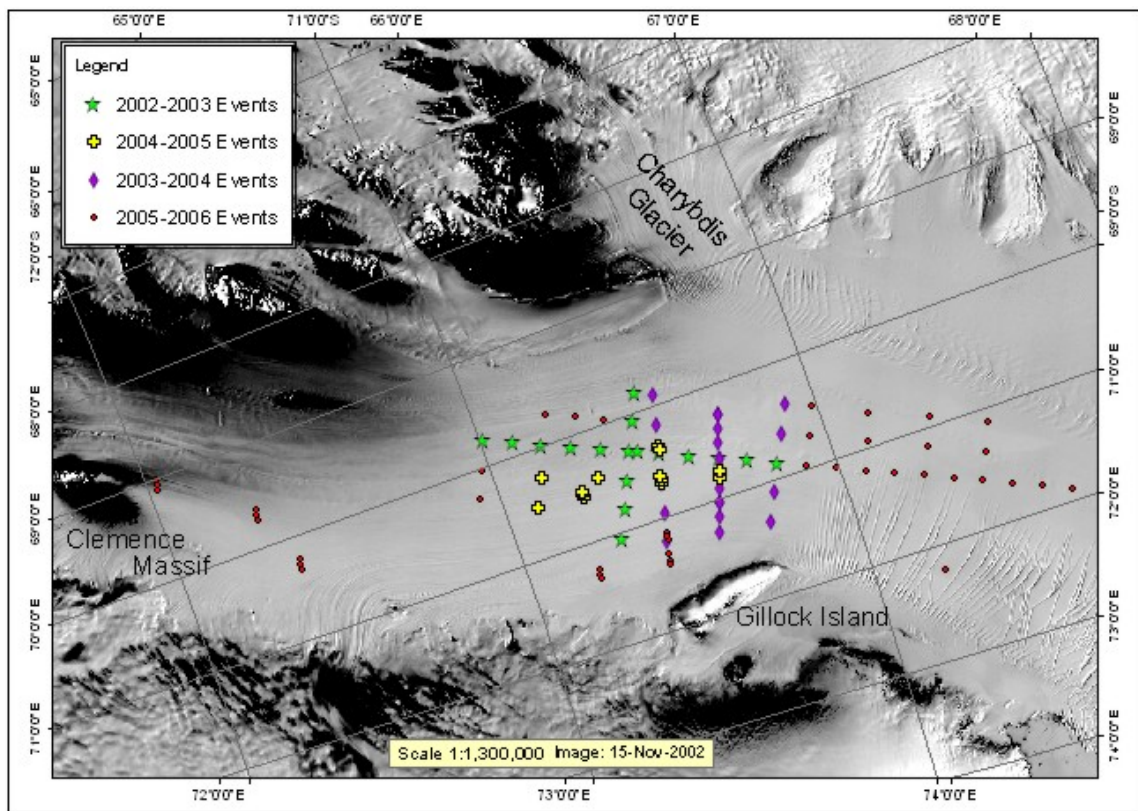 65°0'0"E
71°0'0"S
66°0'0"E
67°0'0"E
68°0'0"E
Legend
2002-2003 Events
2004-2005 Events
2003-2004 Events
2005-2006 Events
65°0'0"E
66°0'0"E
72°0'0"S
68°0'0"E
69°0'0"E
70°0'0"E
71°0'0"E
Charybdis
Glacier
Clemence
Massif
Gillock Island
69°0'0"E
69°0'0"S
71°0'0"E
72°0'0"E
73°0'0"E
74°0'0"E
Scale 1:1,300,000 Image: 15-Nov-2002
72°0'0"E
73°0'0"E
74°0'0"E